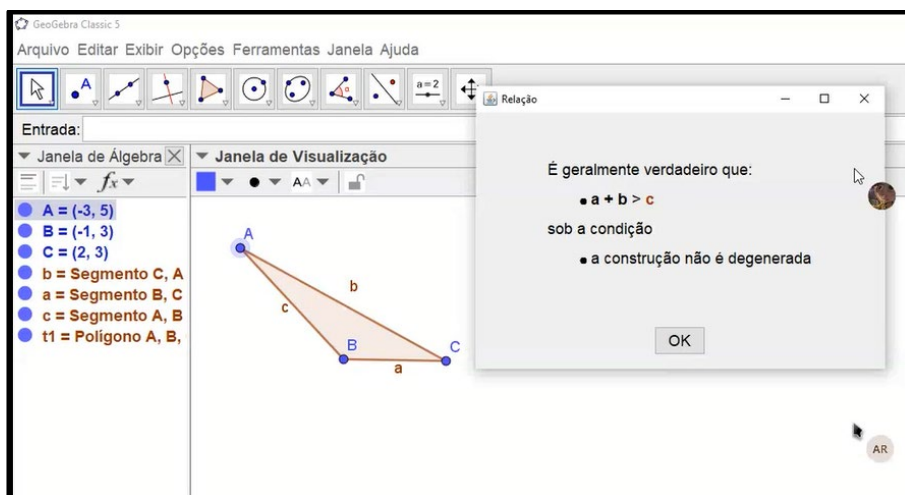 GeoGebra Classic 5
Arquivo Editar Exibir Opções Ferramentas Janela Ajuda
A
α
a=2
Entrada:
Janela de Álgebra
Janela de Visualização
fx
AA
A = (-3, 5)
B = (-1, 3)
C = (2, 3)
b = Segmento C, A
a = Segmento B, C
c = Segmento A, B
t1 = Polígono A, B,
A
b
c
B
C
a
Relação
É geralmente verdadeiro que:
● a + b > c
sob a condição
● a construção não é degenerada
OK
AR